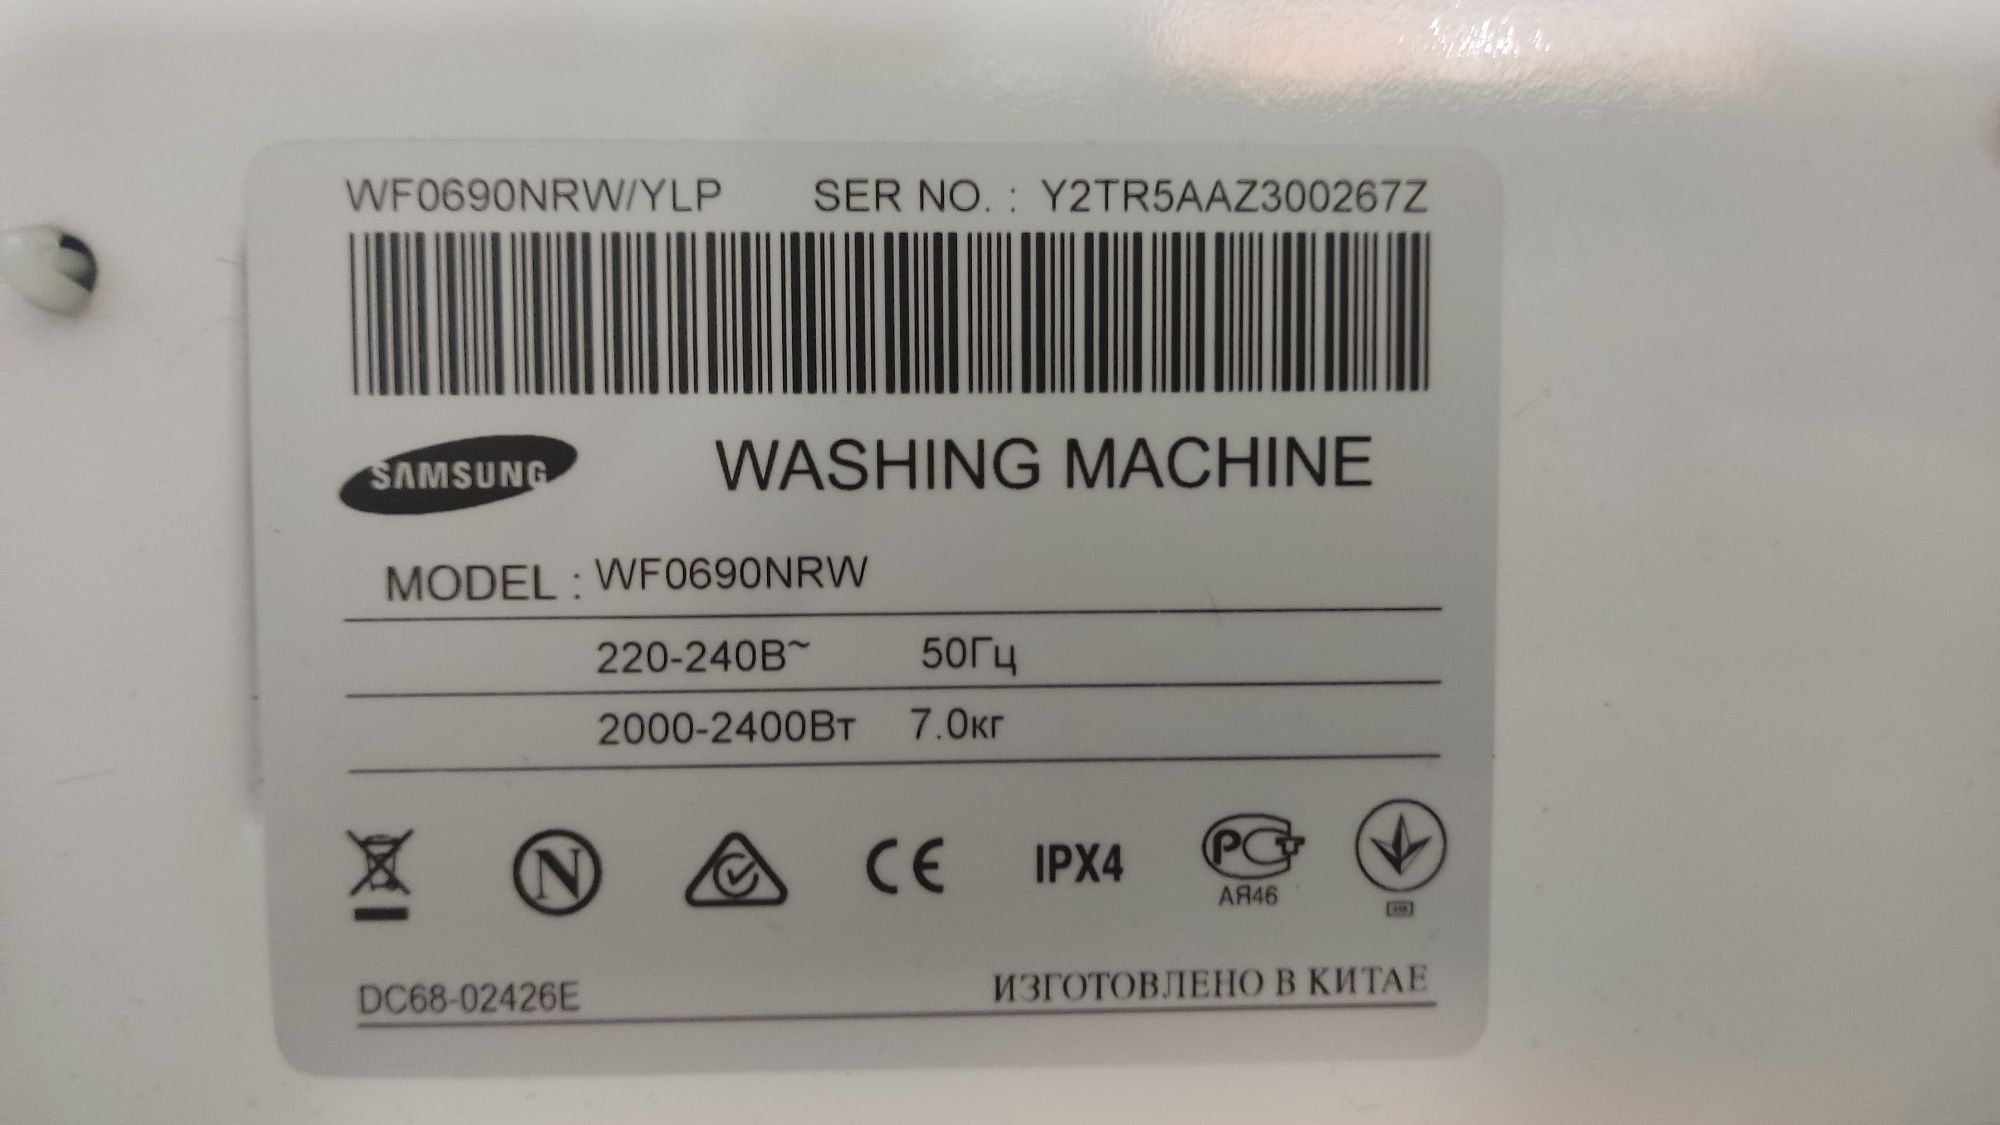 WF0690NRW/YLP SER NO. : Y2TR5AAZ300267Z
SAMSUNG WASHING MACHINE
MODEL : WF0690NRW
220-240В~ 50Гц
2000-2400Вт 7.0кг
N CE IPX4 РСТ
АЯ46
DC68-02426E ИЗГОТОВЛЕНО В КИТАЕ